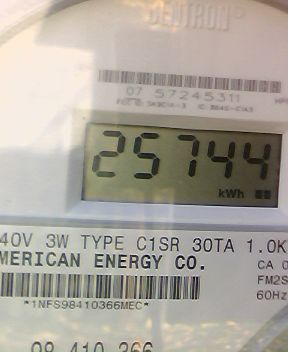 CENTRON®
07 57245311
25744
kWh
40V 3W TYPE C1SR 30TA 1.0K
MERICAN ENERGY CO.
CA 0
FM2S
60Hz
*1NFS98410366MEC*
98 410 366